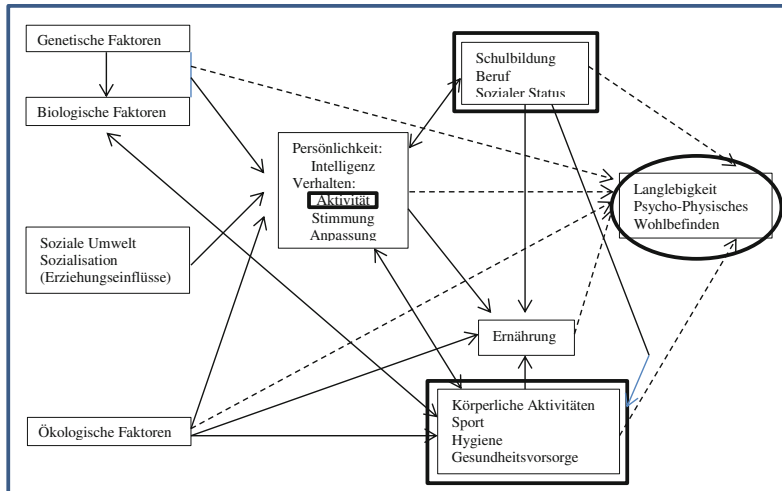 Genetische Faktoren
Biologische Faktoren
Soziale Umwelt
Sozialisation
(Erziehungseinflüsse)
Ökologische Faktoren
Persönlichkeit:
Intelligenz
Verhalten:
Aktivität
Stimmung
Anpassung
Schulbildung
Beruf
Sozialer Status
Ernährung
Körperliche Aktivitäten
Sport
Hygiene
Gesundheitsvorsorge
Langlebigkeit
Psycho-Physisches
Wohlbefinden